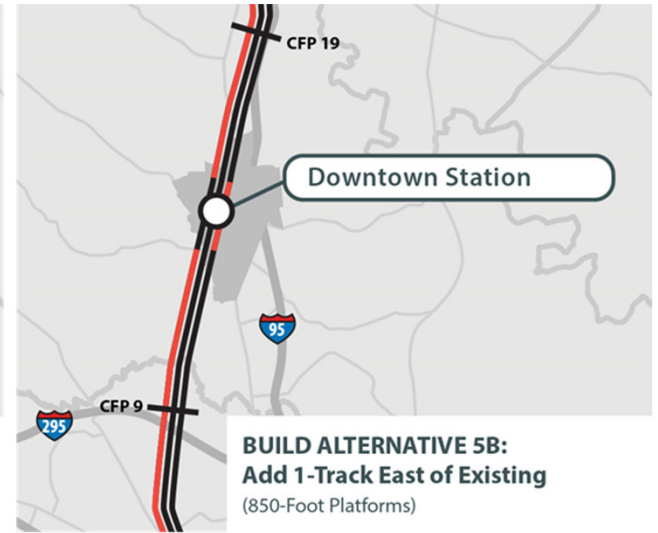 CFP 19
Downtown Station
95
CFP 9
295
BUILD ALTERNATIVE 5B:
Add 1-Track East of Existing
(850-Foot Platforms)